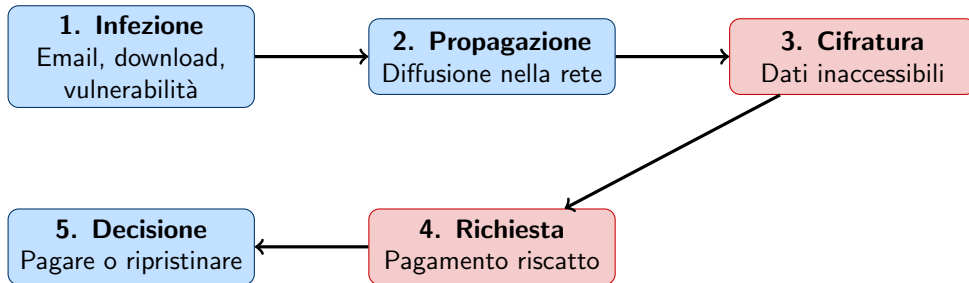 1. Infezione
Email, download,
vulnerabilità
2. Propagazione
Diffusione nella rete
3. Cifratura
Dati inaccessibili
4. Richiesta
Pagamento riscatto
5. Decisione
Pagare o ripristinare